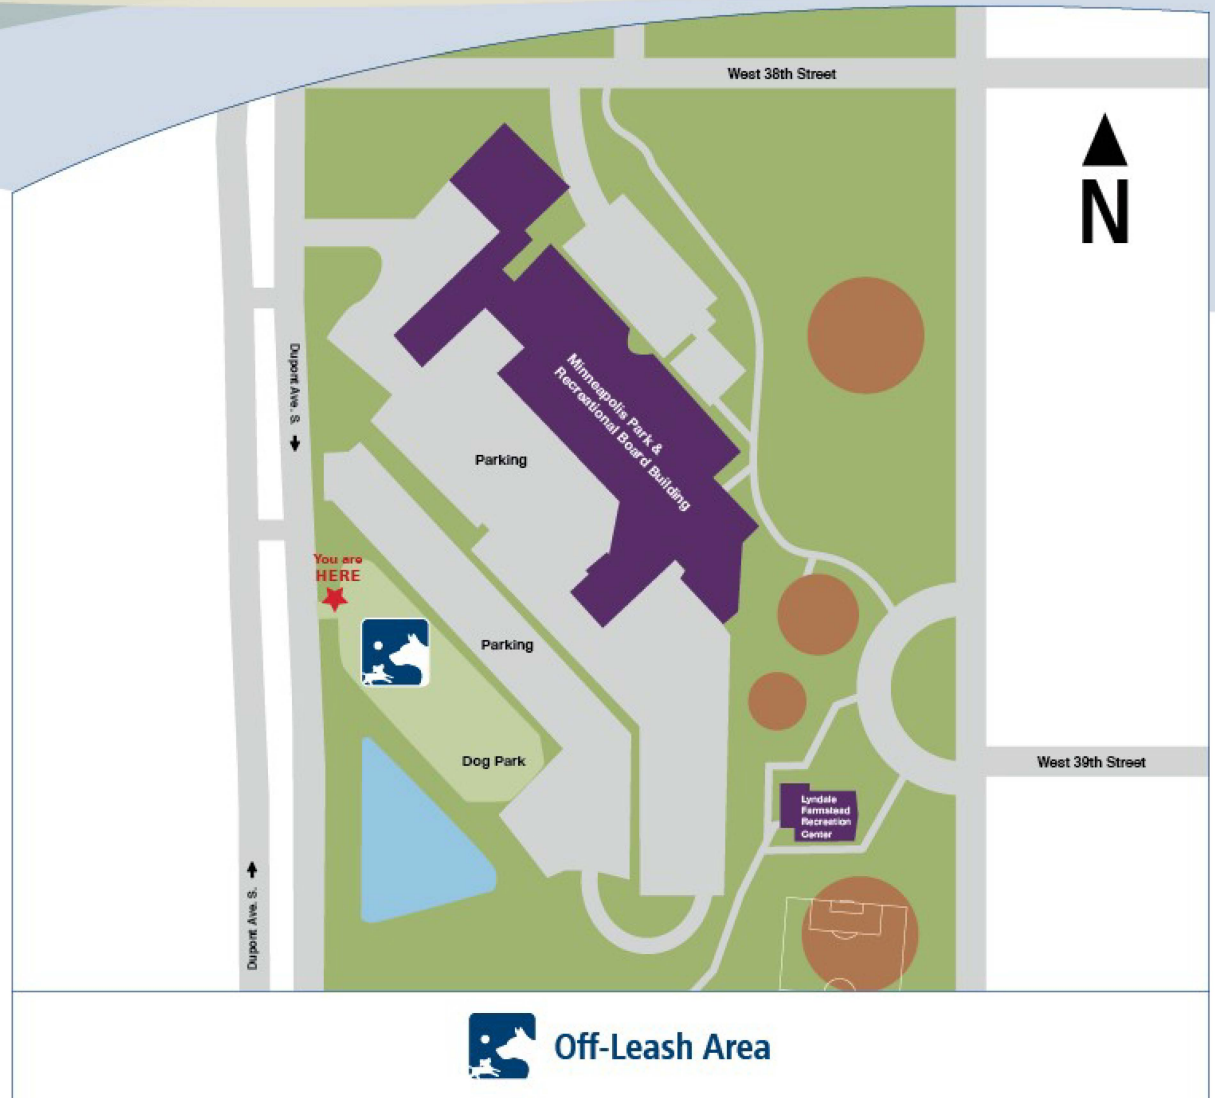 West 38th Street
N
Dupont Ave. S.
Minneapolis Park &
Recreational Board Building
Parking
You are
HERE
Parking
Dog Park
West 39th Street
Lyndale
Farmstead
Recreation
Center
Dupont Ave. S.
Off-Leash Area